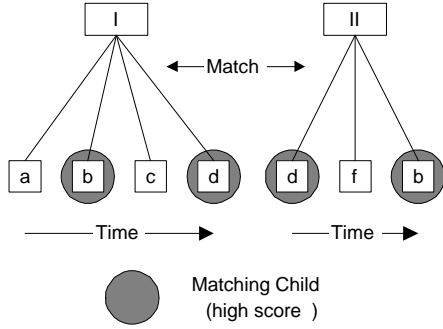 I II
Match
a b c d d f b
Time Time
Matching Child
(high score )